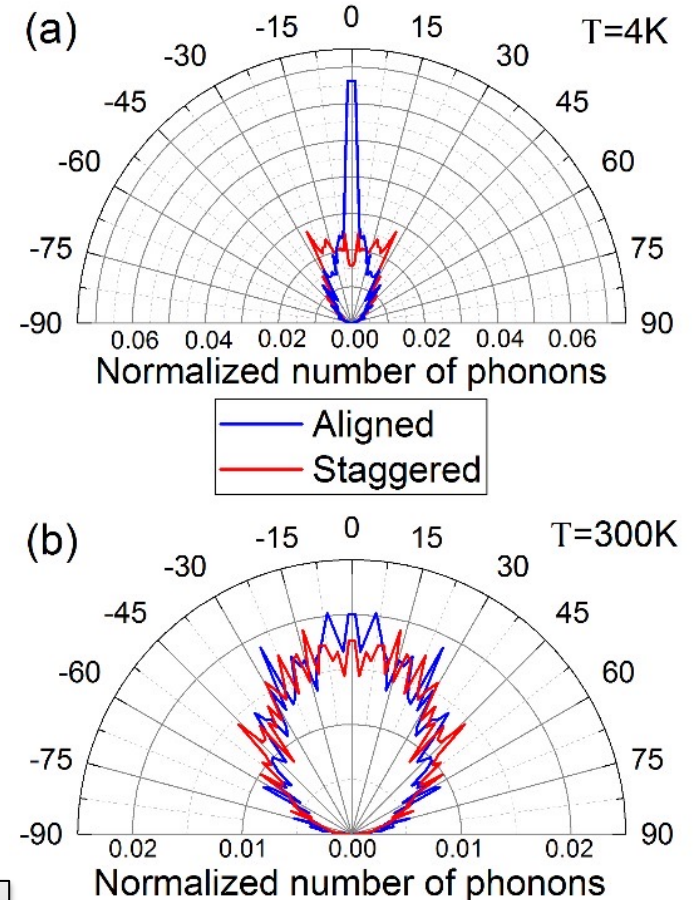 (a)
T=4K
-90
-75
-60
-45
-30
-15
0
15
30
45
60
75
90
0.06 0.04 0.02 0.00 0.02 0.04 0.06
Normalized number of phonons
Aligned
Staggered
(b)
T=300K
-90
-75
-60
-45
-30
-15
0
15
30
45
60
75
90
0.02 0.01 0.00 0.01 0.02
Normalized number of phonons